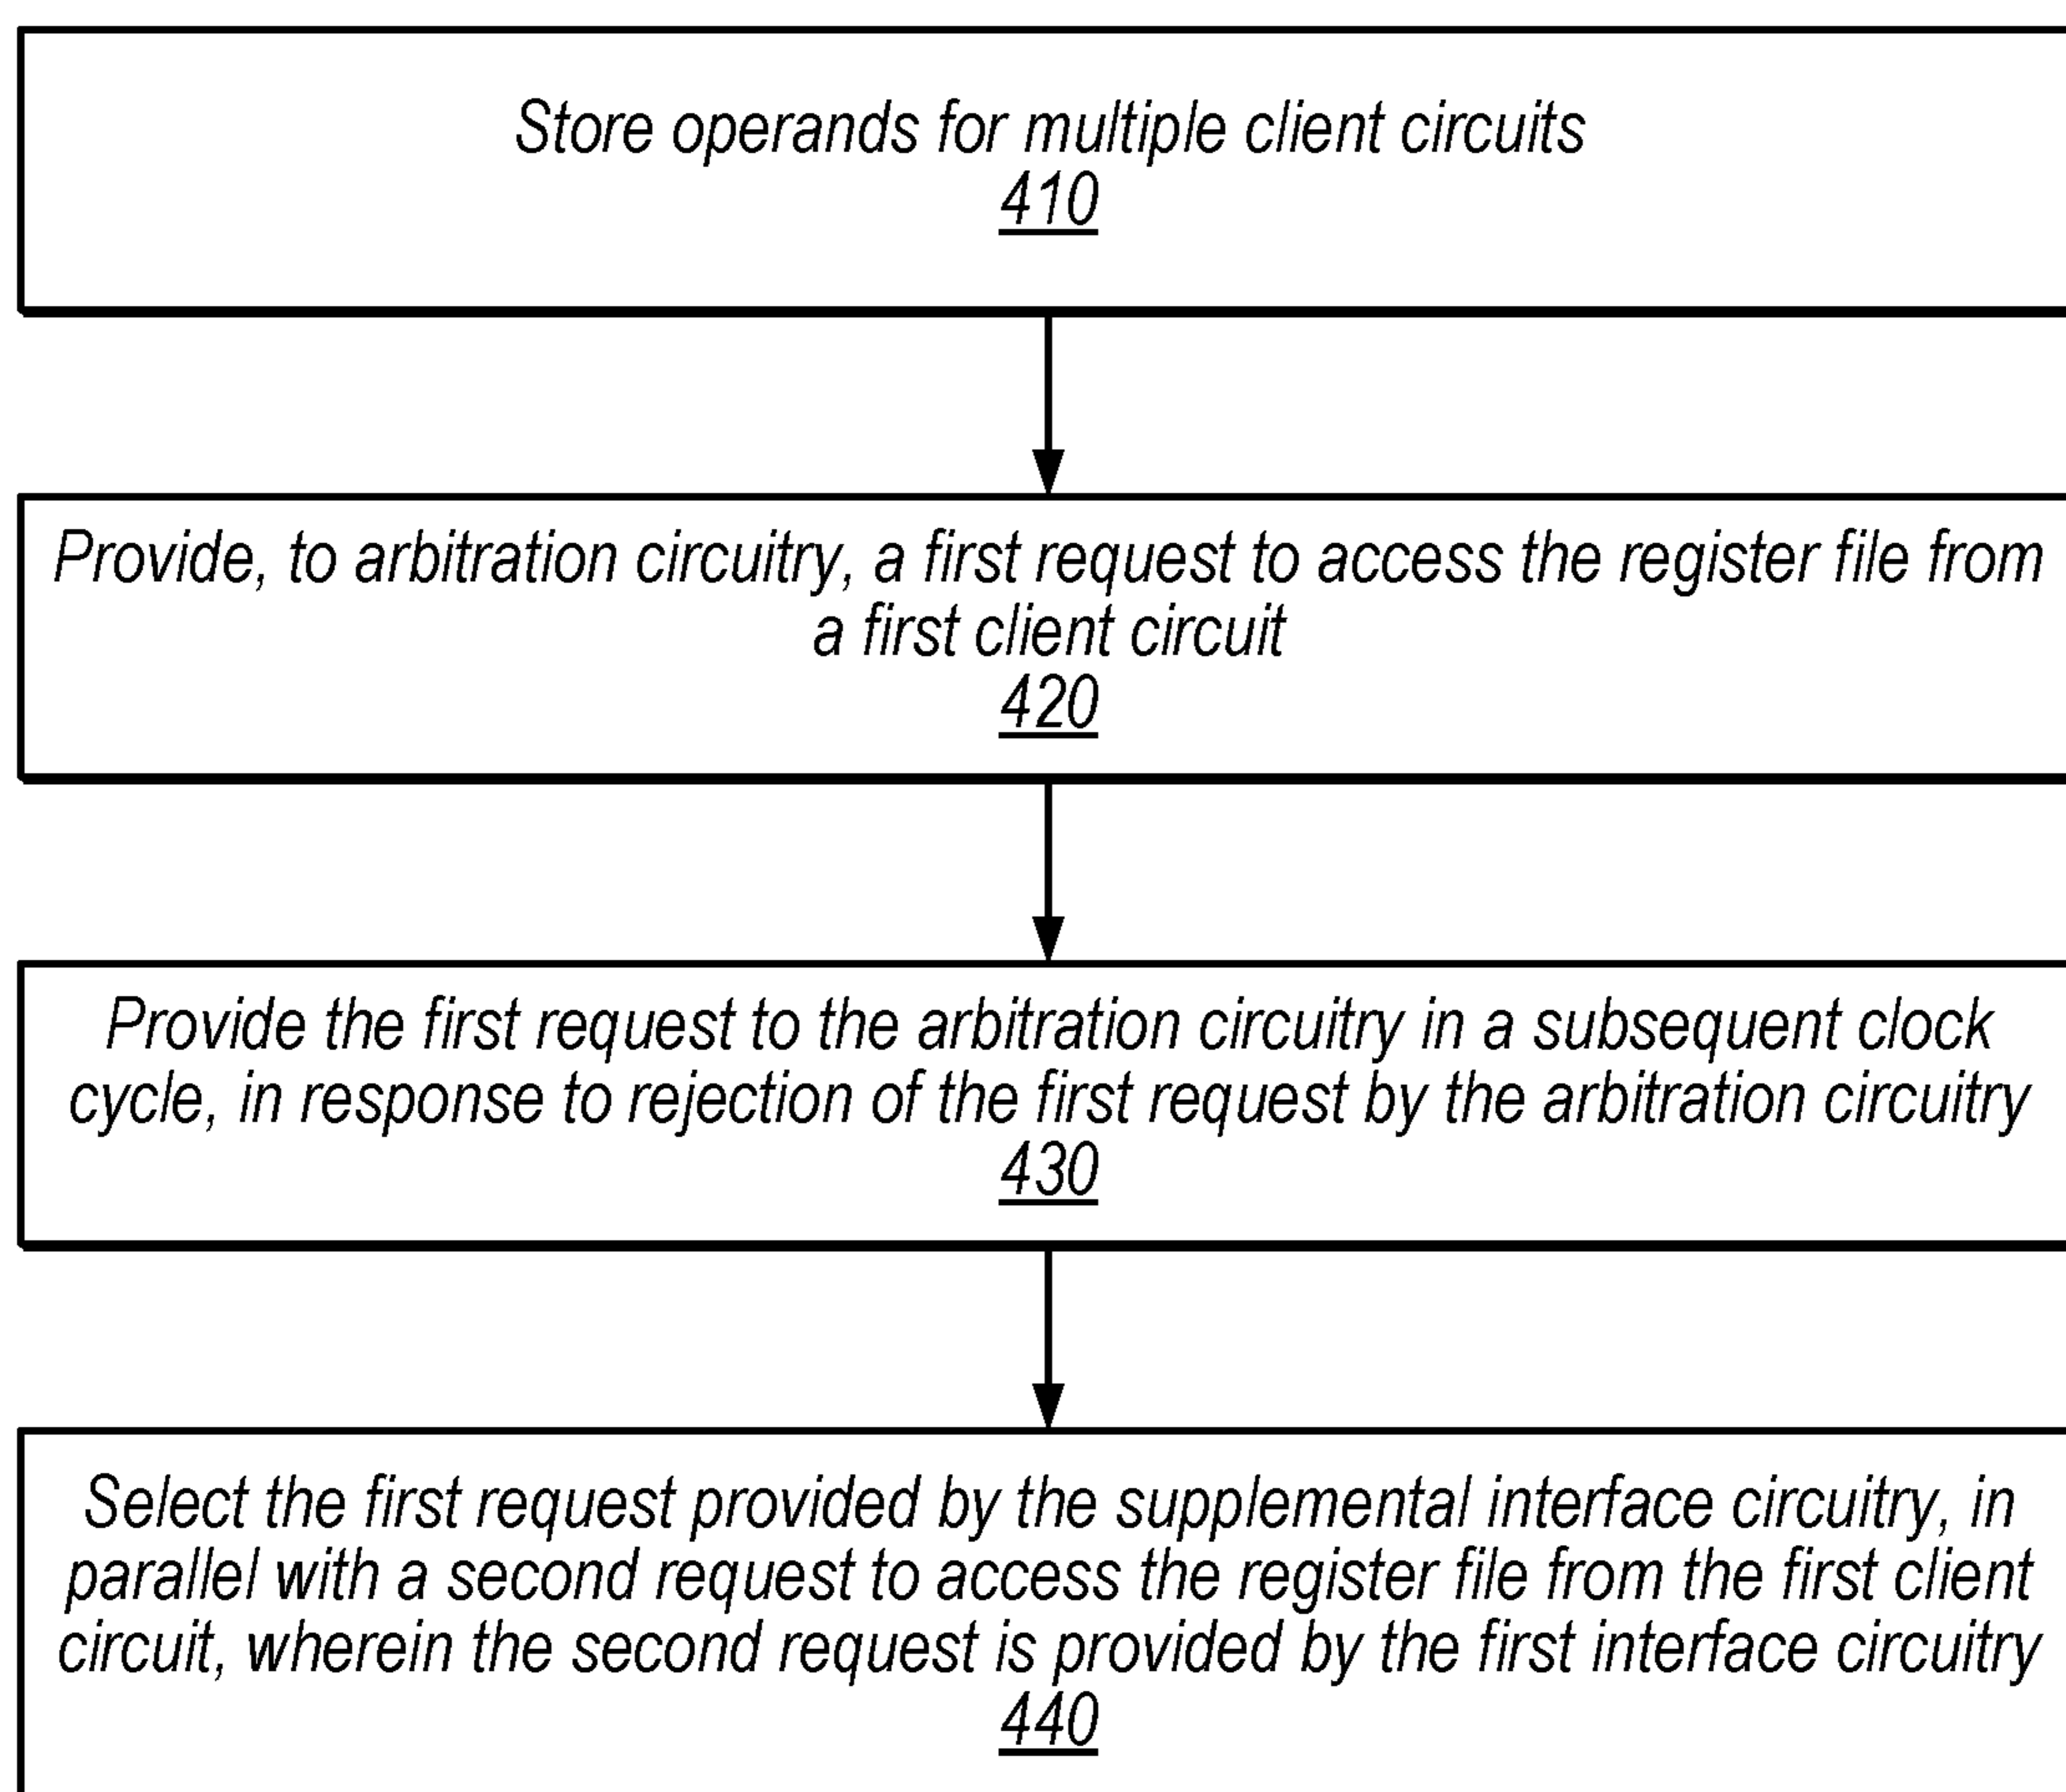 Store operands for multiple client circuits
410
Provide, to arbitration circuitry, a first request to access the register file from
a first client circuit
420
Provide the first request to the arbitration circuitry in a subsequent clock
cycle, in response to rejection of the first request by the arbitration circuitry
430
Select the first request provided by the supplemental interface circuitry, in
parallel with a second request to access the register file from the first client
circuit, wherein the second request is provided by the first interface circuitry
440